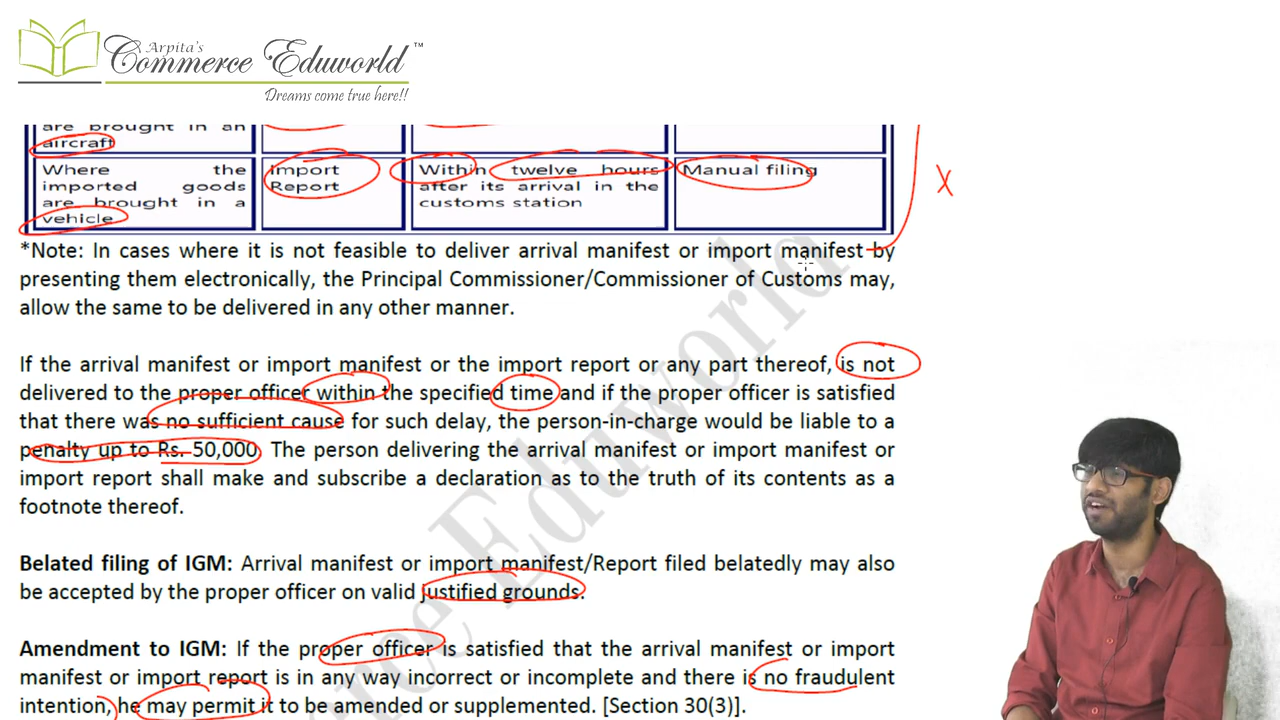 Arpita's
Commerce Eduworld™
Dreams come true here!!
are brought in an
aircraft
Where the
imported goods
are brought in a
vehicle
Import
Report
Within twelve hours
after its arrival in the
customs station
Manual filing
X
*Note: In cases where it is not feasible to deliver arrival manifest or import manifest by
presenting them electronically, the Principal Commissioner/Commissioner of Customs may,
allow the same to be delivered in any other manner.
If the arrival manifest or import manifest or the import report or any part thereof, is not
delivered to the proper officer within the specified time and if the proper officer is satisfied
that there was no sufficient cause for such delay, the person-in-charge would be liable to a
penalty up to Rs. 50,000. The person delivering the arrival manifest or import manifest or
import report shall make and subscribe a declaration as to the truth of its contents as a
footnote thereof.
Belated filing of IGM: Arrival manifest or import manifest/Report filed belatedly may also
be accepted by the proper officer on valid justified grounds.
Amendment to IGM: If the proper officer is satisfied that the arrival manifest or import
manifest or import report is in any way incorrect or incomplete and there is no fraudulent
intention, he may permit it to be amended or supplemented. [Section 30(3)].
Eduworld